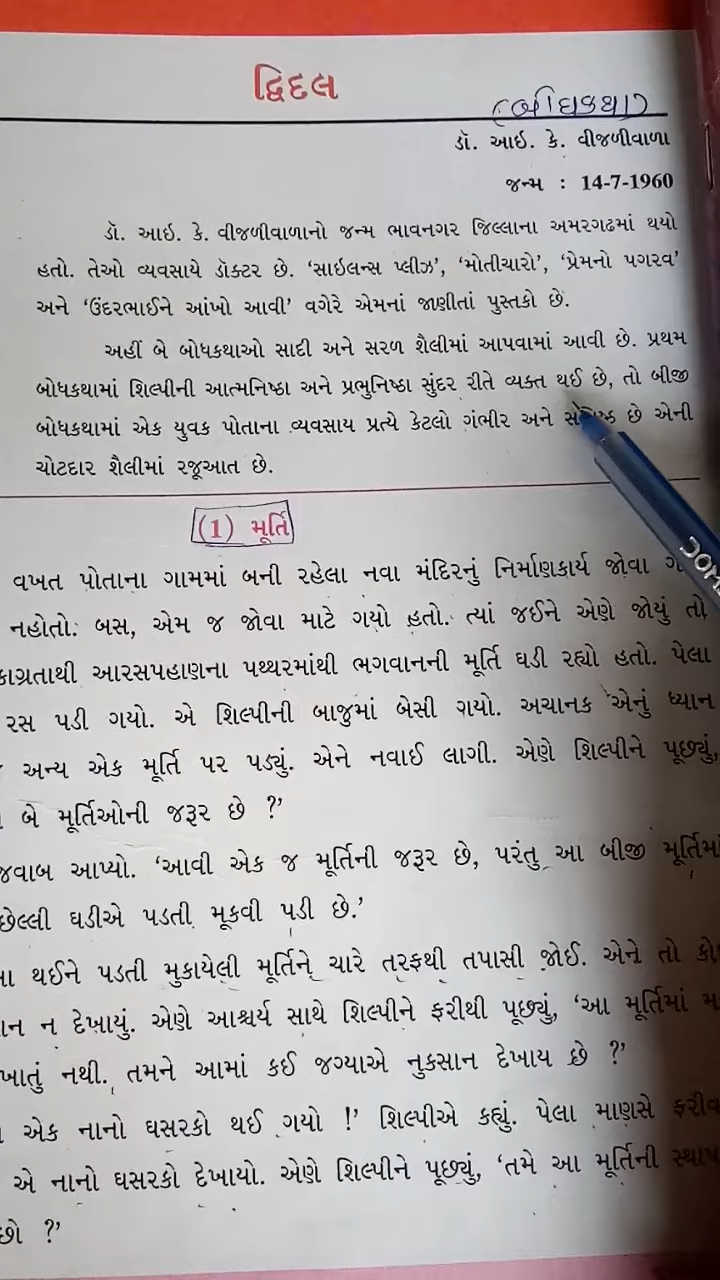 દ્વિદલ
(બોધકથા)
ડૉ. આઇ. કે. વીજળીવાળા
જન્મ : 14-7-1960
ડૉ. આઇ. કે. વીજળીવાળાનો જન્મ ભાવનગર જિલ્લાના અમરગઢમાં થયો
હતો. તેઓ વ્યવસાયે ડૉક્ટર છે. ‘સાઇલન્સ પ્લીઝ’, ‘મોતીચારો’, ‘પ્રેમનો પગરવ’
અને ‘ઉંદરભાઈને આંખો આવી’ વગેરે એમનાં જાણીતાં પુસ્તકો છે.
અહીં બે બોધકથાઓ સાદી અને સરળ શૈલીમાં આપવામાં આવી છે. પ્રથમ
બોધકથામાં શિલ્પીની આત્મનિષ્ઠા અને પ્રભુનિષ્ઠા સુંદર રીતે વ્યક્ત થઈ છે, તો બીજી
બોધકથામાં એક યુવક પોતાના વ્યવસાય પ્રત્યે કેટલો ગંભીર અને છે એની
ચોટદાર શૈલીમાં રજૂઆત છે.
(1) મૂર્તિ
વખત પોતાના ગામમાં બની રહેલા નવા મંદિરનું નિર્માણકાર્ય જોવા
નહોતો. બસ, એમ જ જોવા માટે ગયો હતો. ત્યાં જઈને એણે જોયું તો
આરસપહાણના પથ્થરમાંથી ભગવાનની મૂર્તિ ઘડી રહ્યો હતો. પેલા
રસ પડી ગયો. એ શિલ્પીની બાજુમાં બેસી ગયો. અચાનક એનું ધ્યાન
અન્ય એક મૂર્તિ પર પડ્યું. એને નવાઈ લાગી. એણે શિલ્પીને પૂછ્યું,
બે મૂર્તિઓની જરૂર છે ?’
જવાબ આપ્યો. ‘આવી એક જ મૂર્તિની જરૂર છે, પરંતુ આ બીજી મૂર્તિમાં
છેલ્લી ઘડીએ પડતી મૂકવી પડી છે.’
થઈને પડતી મુકાયેલી મૂર્તિને ચારે તરફથી તપાસી જોઈ. એને તો
ન દેખાયું. એણે આશ્ચર્ય સાથે શિલ્પીને ફરીથી પૂછ્યું, ‘આ મૂર્તિમાં
નથી. તમને આમાં કઈ જગ્યાએ નુકસાન દેખાય છે ?’
એક નાનો ઘસરકો થઈ ગયો !’ શિલ્પીએ કહ્યું. પેલા માણસે
એ નાનો ઘસરકો દેખાયો. એણે શિલ્પીને પૂછ્યું, ‘તમે આ મૂર્તિની
છો ?’